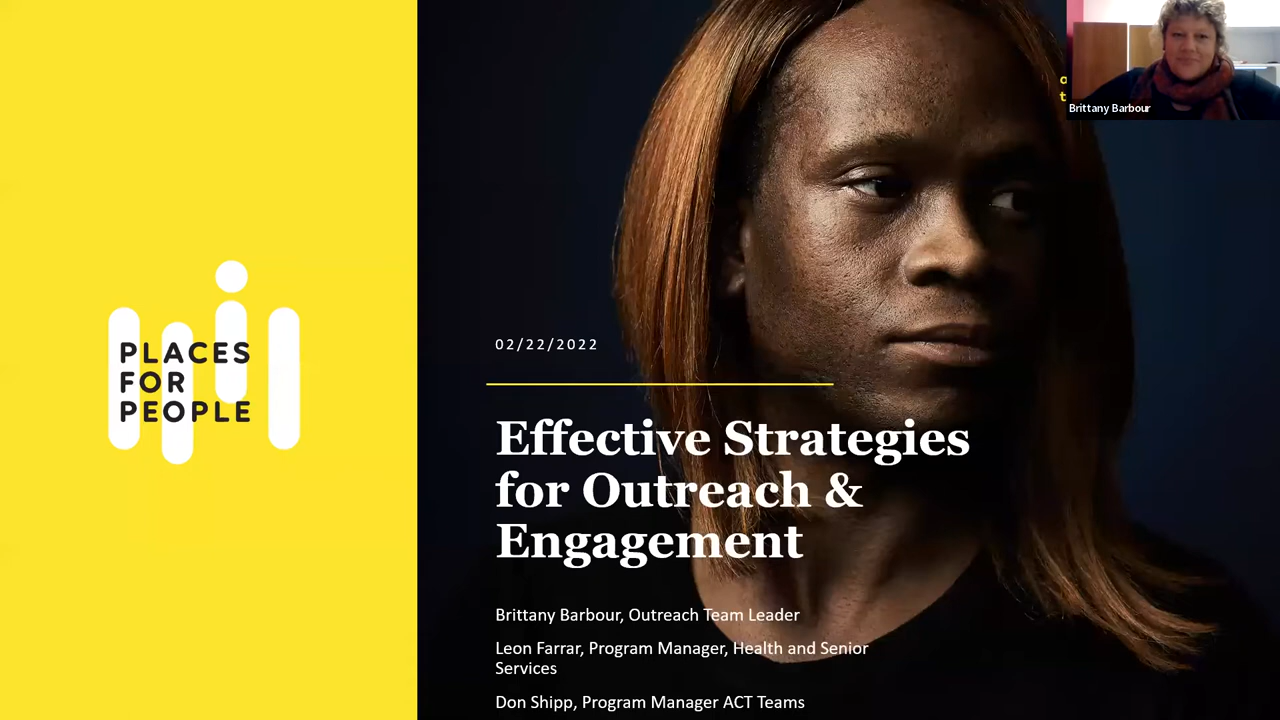 PLACES
FOR
PEOPLE
Brittany Barbour
02/22/2022
Effective Strategies
for Outreach &
Engagement
Brittany Barbour, Outreach Team Leader
Leon Farrar, Program Manager, Health and Senior
Services
Don Shipp, Program Manager ACT Teams